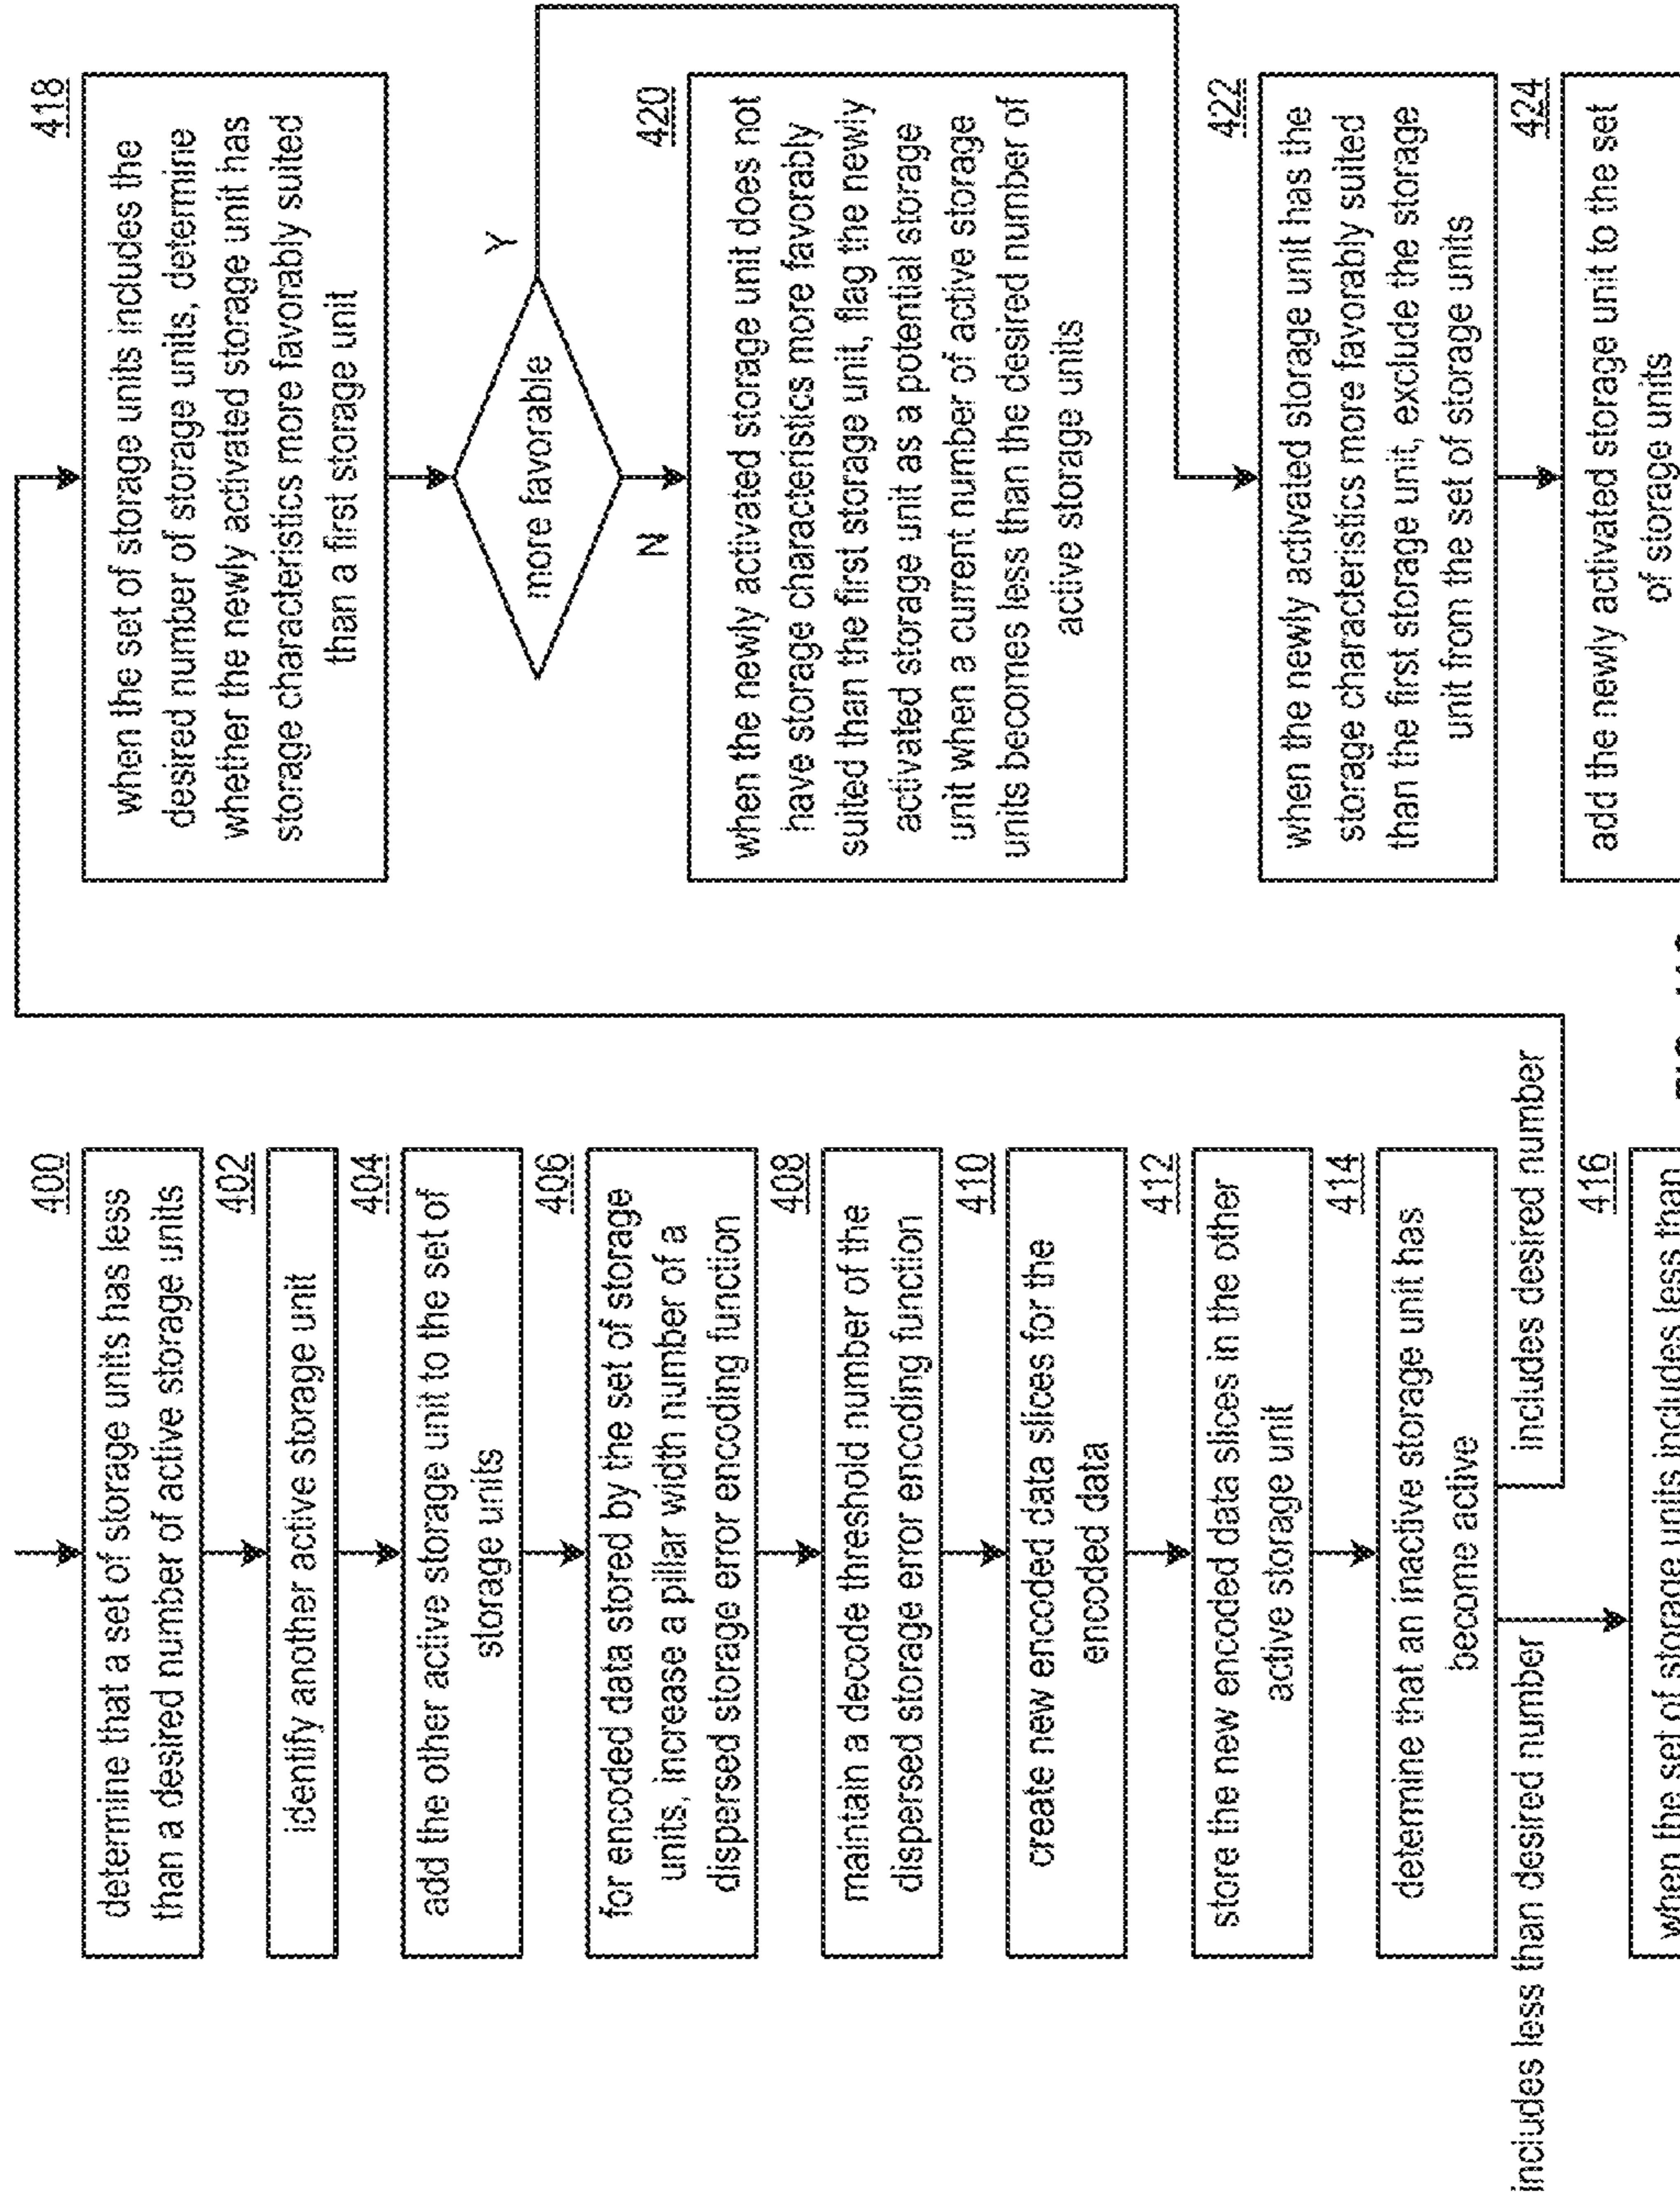 400
determine that a set of storage units has less
than a desired number of active storage units
402
identify another active storage unit
404
add the other active storage unit to the set of
storage units
406
for encoded data stored by the set of storage
units, increase a pillar width number of a
dispersed storage error encoding function
408
maintain a decode threshold number of the
dispersed storage error encoding function
410
create new encoded data slices for the
encoded data
412
store the new encoded data slices in the other
active storage unit
414
determine that an inactive storage unit has
become active
includes less than desired number
includes desired number
416
when the set of storage units includes less than
418
when the set of storage units includes the
desired number of storage units, determine
whether the newly activated storage unit has
storage characteristics more favorably suited
than a first storage unit
more favorable
Y
N
420
when the newly activated storage unit does not
have storage characteristics more favorably
suited than the first storage unit, flag the newly
activated storage unit as a potential storage
unit when a current number of active storage
units becomes less than the desired number of
active storage units
422
when the newly activated storage unit has the
storage characteristics more favorably suited
than the first storage unit, exclude the storage
unit from the set of storage units
424
add the newly activated storage unit to the set
of storage units